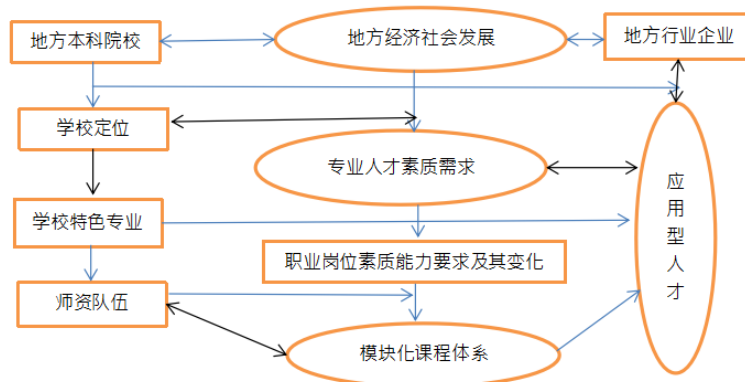 地方本科院校
地方经济社会发展
地方行业企业
学校定位
专业人才素质需求
应用型人才
学校特色专业
职业岗位素质能力要求及其变化
师资队伍
模块化课程体系